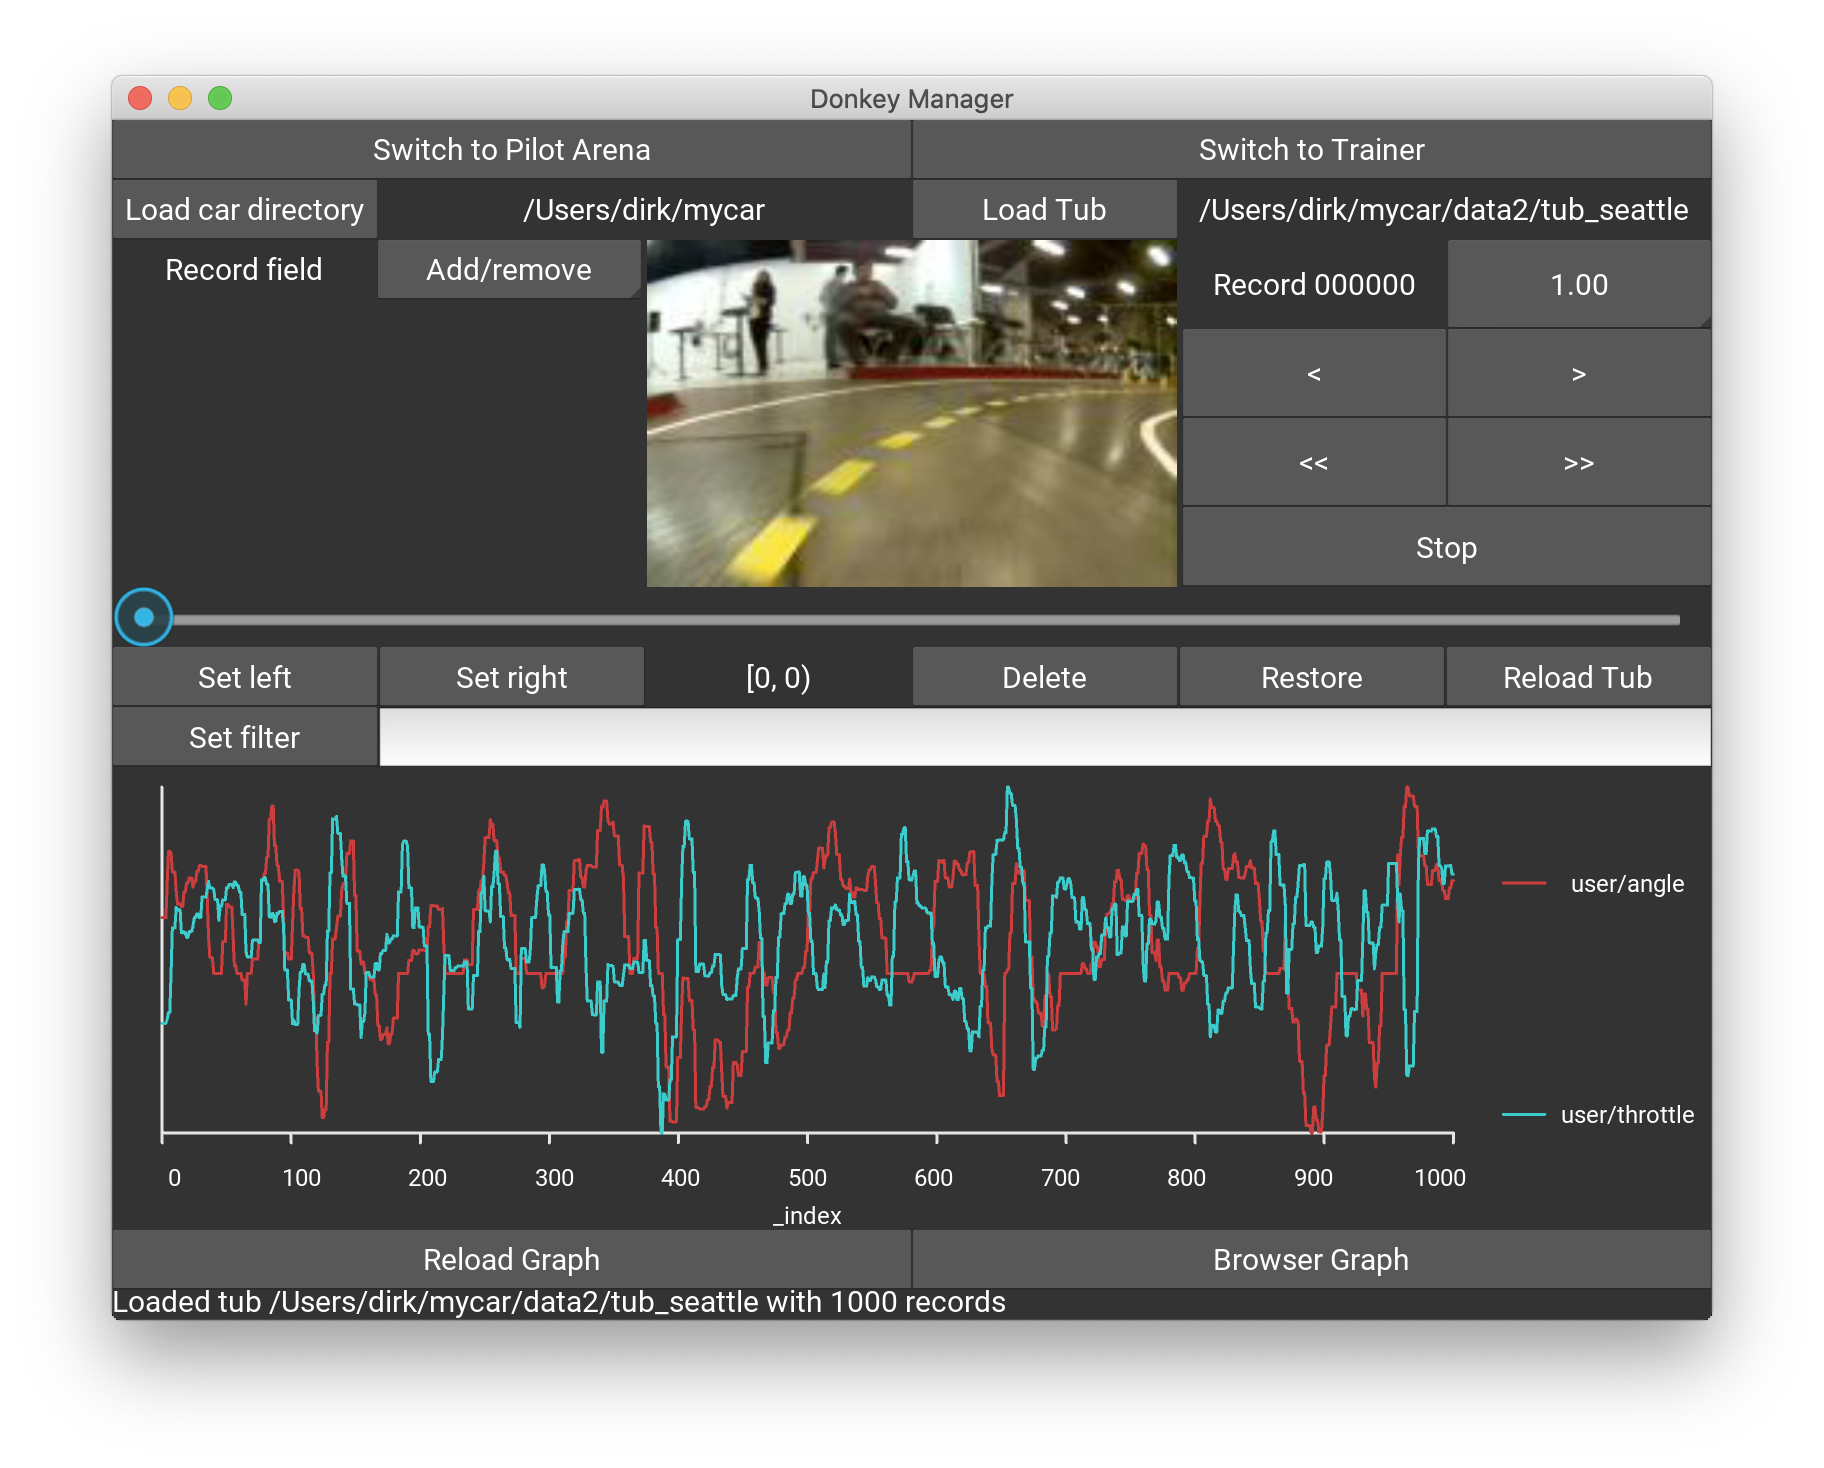 Donkey Manager
Switch to Pilot Arena
Switch to Trainer
Load car directory
/Users/dirk/mycar
Load Tub
/Users/dirk/mycar/data2/tub_seattle
Record field
Add/remove
Record 000000
1.00
<
>
<<
>>
Stop
Set left
Set right
[0, 0)
Delete
Restore
Reload Tub
Set filter
user/angle
user/throttle
0 100 200 300 400 500 600 700 800 900 1000
_index
Reload Graph
Browser Graph
Loaded tub /Users/dirk/mycar/data2/tub_seattle with 1000 records